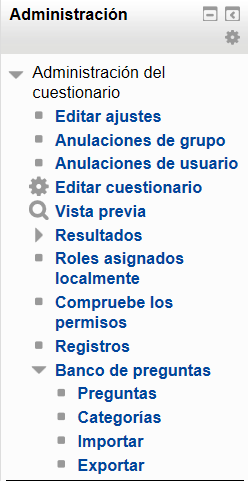 Administración
Administración del
cuestionario
Editar ajustes
Anulaciones de grupo
Anulaciones de usuario
Editar cuestionario
Vista previa
Resultados
Roles asignados
localmente
Compruebe los
permisos
Registros
Banco de preguntas
Preguntas
Categorías
Importar
Exportar